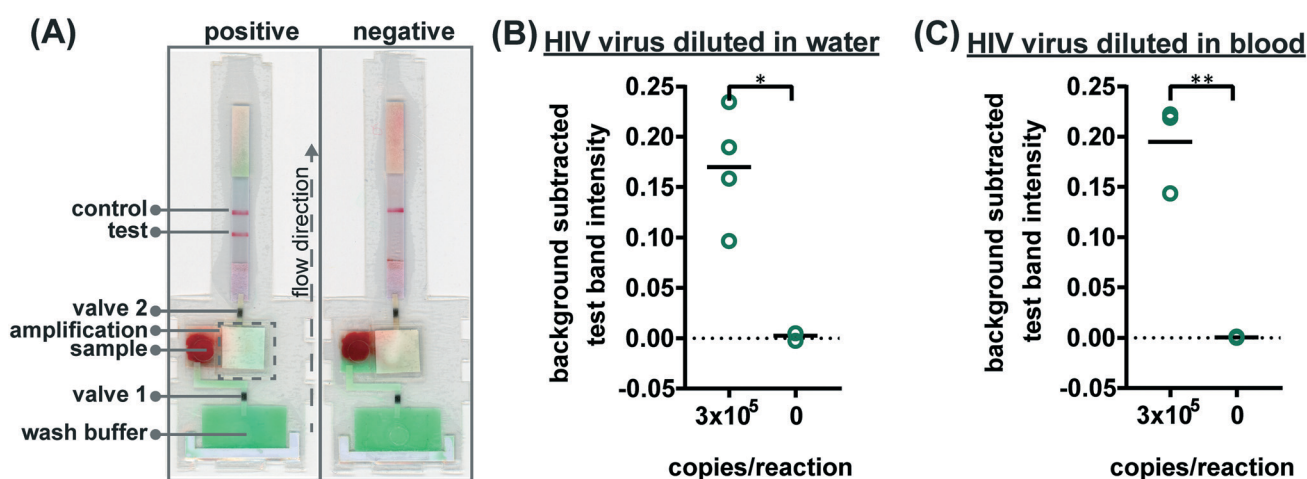 (A)
positive
negative
control
test
valve 2
amplification
sample
valve 1
wash buffer
flow direction
(B) HIV virus diluted in water
background subtracted
test band intensity
0.25
0.20
0.15
0.10
0.05
0.00
-0.05
*
3x10⁵ 0
copies/reaction
(C) HIV virus diluted in blood
background subtracted
test band intensity
0.25
0.20
0.15
0.10
0.05
0.00
-0.05
**
3x10⁵ 0
copies/reaction